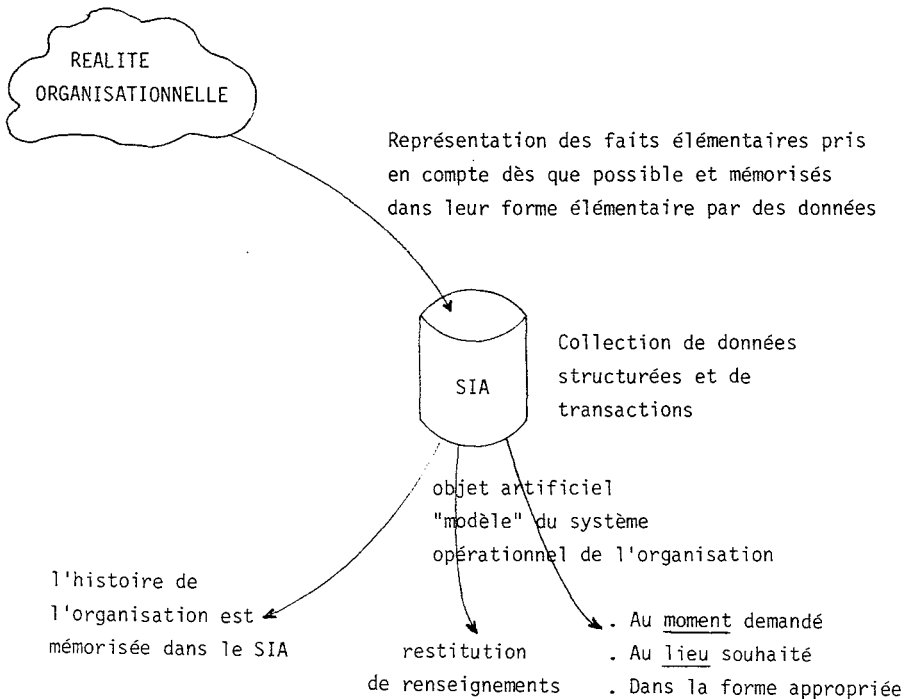 REALITE
ORGANISATIONNELLE
Représentation des faits élémentaires pris
en compte dès que possible et mémorisés
dans leur forme élémentaire par des données
Collection de données
structurées et de
transactions
SIA
objet artificiel
"modèle" du système
opérationnel de l'organisation
l'histoire de
l'organisation est
mémorisée dans le SIA
restitution
de renseignements
. Au moment demandé
. Au lieu souhaité
. Dans la forme appropriée